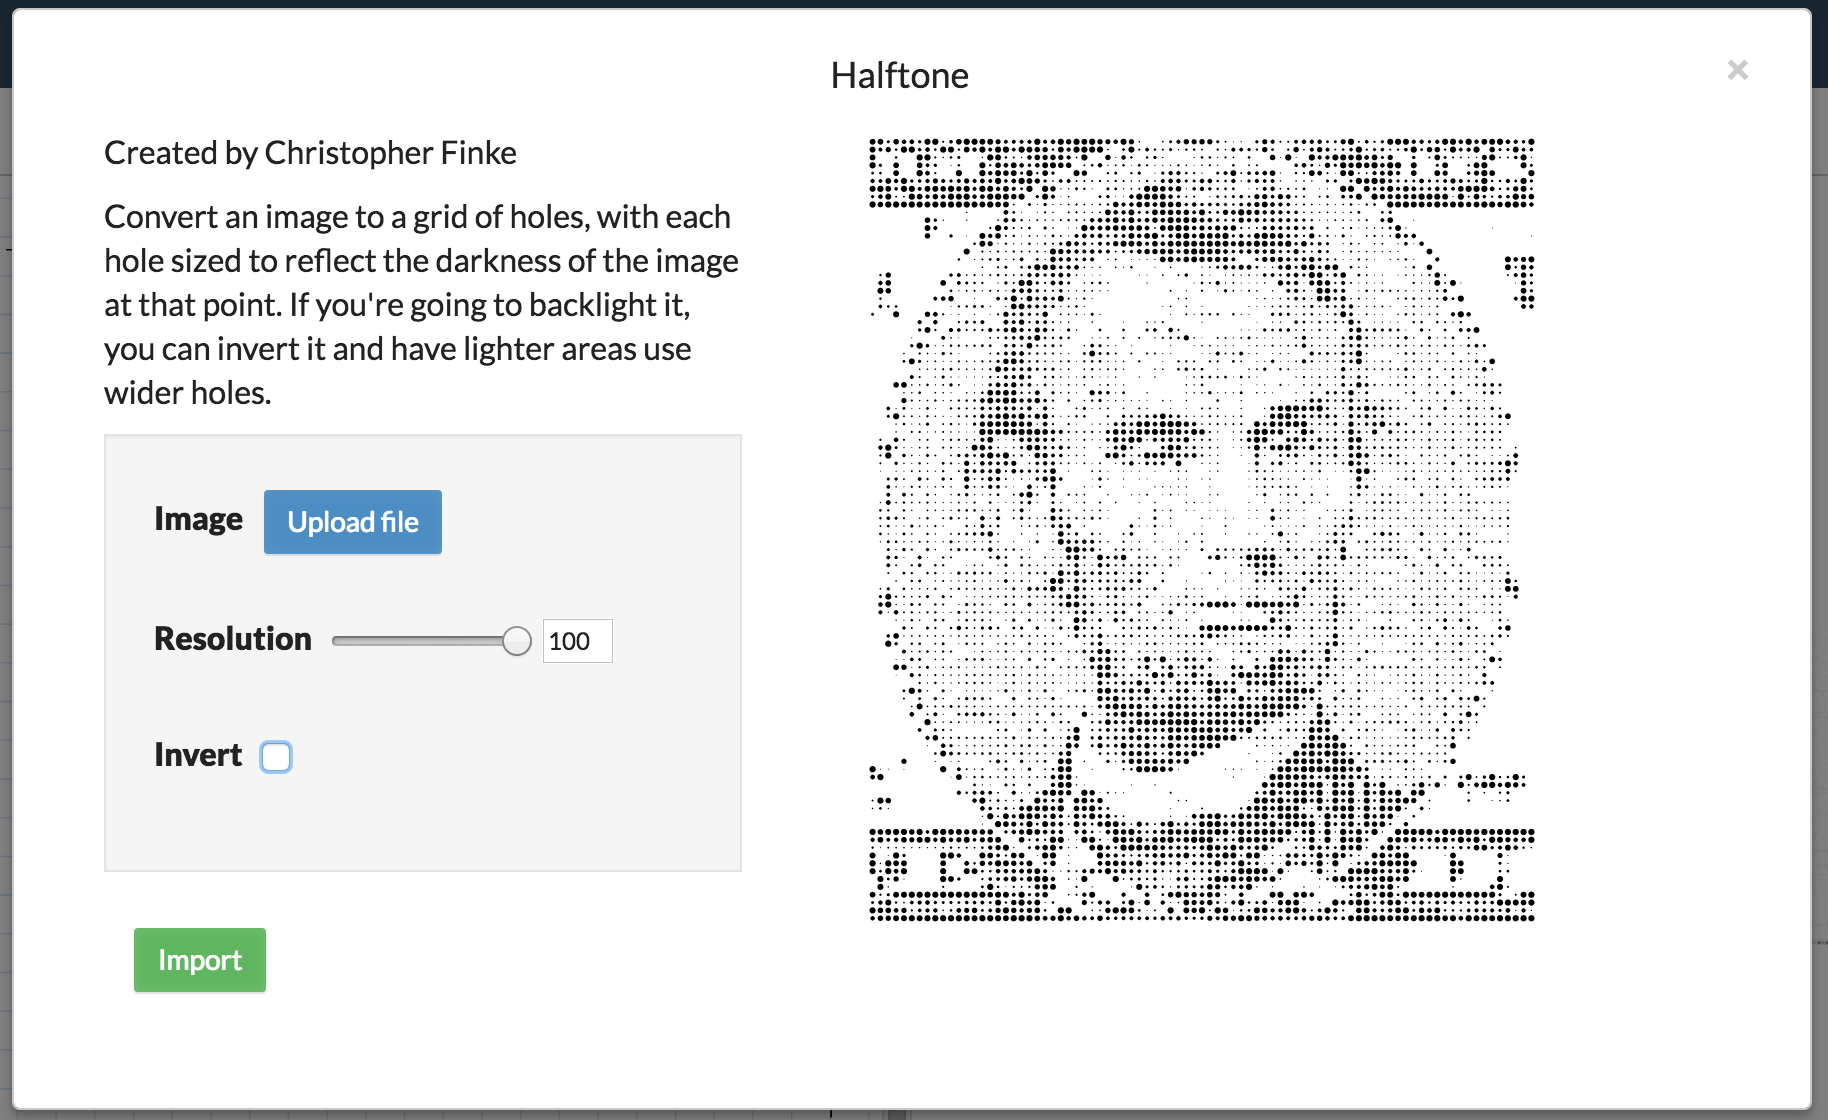 Halftone
×
Created by Christopher Finke
Convert an image to a grid of holes, with each
hole sized to reflect the darkness of the image
at that point. If you're going to backlight it,
you can invert it and have lighter areas use
wider holes.
Image Upload file
Resolution 100
Invert
Import